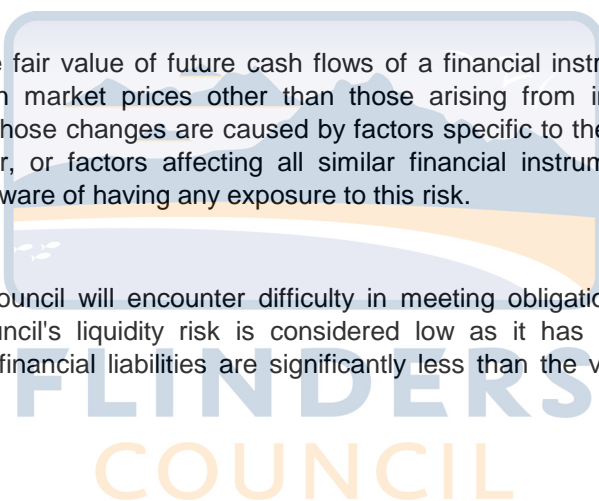 fair value of future cash flows of a financial
market prices other than those arising from
hose changes are caused by factors specific to the
r, or factors affecting all similar financial
ware of having any exposure to this risk.
ouncil will encounter difficulty in meeting
uncil's liquidity risk is considered low as it has
financial liabilities are significantly less than the
FLINDERS
COUNCIL